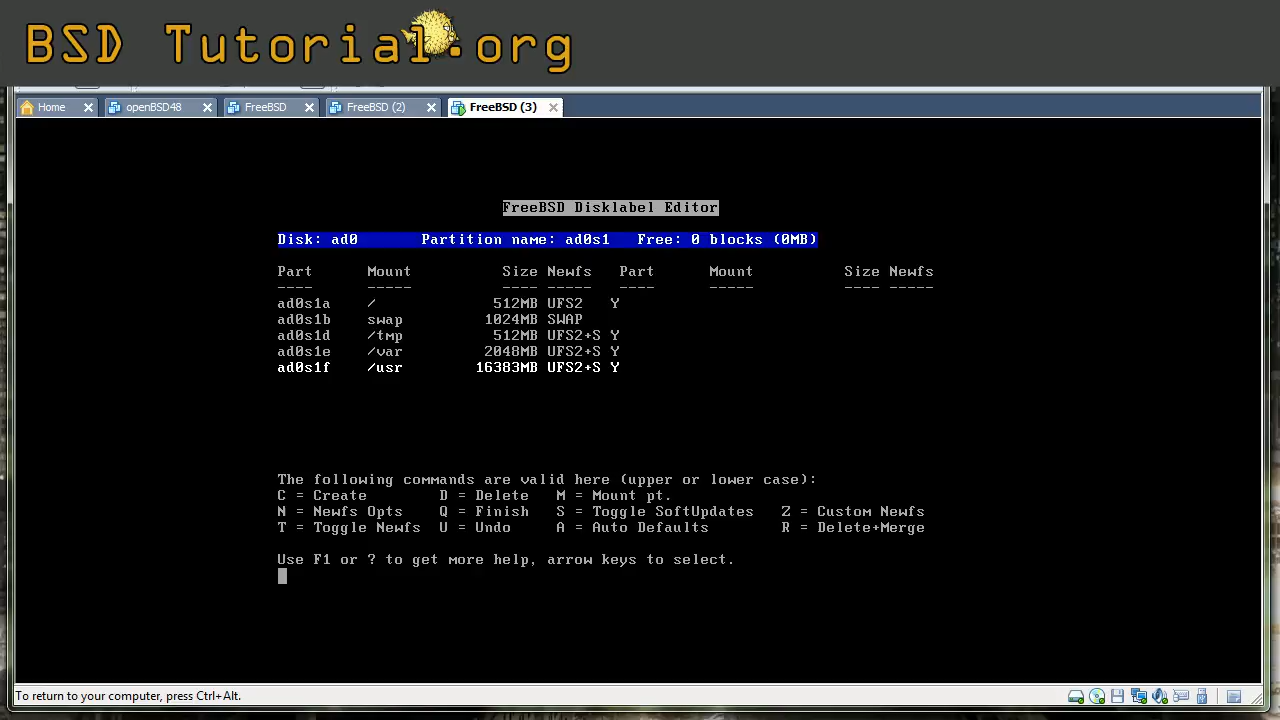 BSD Tutorial.org
Home openBSD48 FreeBSD FreeBSD (2) FreeBSD (3)
FreeBSD Disklabel Editor
Disk: ad0 Partition name: ad0s1 Free: 0 blocks (0MB)
Part Mount Size Newfs Part Mount Size Newfs
---- ----- ---- ----- ---- ----- ---- -----
ad0s1a / 512MB UFS2 Y
ad0s1b swap 1024MB SWAP
ad0s1d /tmp 512MB UFS2+S Y
ad0s1e /var 2048MB UFS2+S Y
ad0s1f /usr 16383MB UFS2+S Y
The following commands are valid here (upper or lower case):
C = Create D = Delete M = Mount pt.
N = Newfs Opts Q = Finish S = Toggle SoftUpdates Z = Custom Newfs
T = Toggle Newfs U = Undo A = Auto Defaults R = Delete+Merge
Use F1 or ? to get more help, arrow keys to select.
To return to your computer, press Ctrl+Alt.